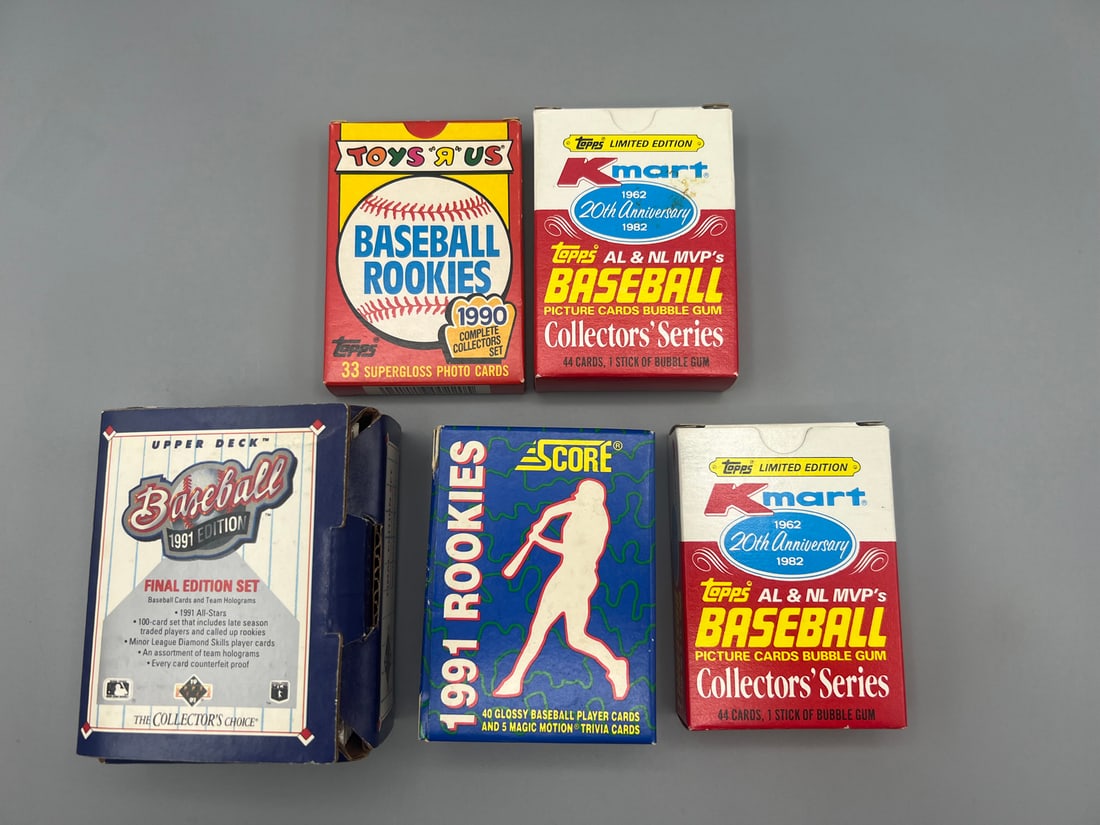 TOYS "Я" US
BASEBALL
ROOKIES
1990
COMPLETE
COLLECTORS
SET
Topps
33 SUPERGLOSS PHOTO CARDS
Topps LIMITED EDITION
Kmart
1962
20th Anniversary
1982
Topps AL & NL MVP's
BASEBALL
PICTURE CARDS BUBBLE GUM
Collectors' Series
44 CARDS, 1 STICK OF BUBBLE GUM
UPPER DECK™
Baseball™
1991 EDITION
FINAL EDITION SET
Baseball Cards and Team Holograms
• 1991 All-Stars
• 100-card set that includes late season
traded players and called up rookies
• Minor League Diamond Skills player cards
• An assortment of team holograms
• Every card counterfeit proof
THE COLLECTOR'S CHOICE®
1991 ROOKIES
SCORE®
40 GLOSSY BASEBALL PLAYER CARDS
AND 5 MAGIC MOTION® TRIVIA CARDS
Topps LIMITED EDITION
Kmart
1962
20th Anniversary
1982
Topps AL & NL MVP's
BASEBALL
PICTURE CARDS BUBBLE GUM
Collectors' Series
44 CARDS, 1 STICK OF BUBBLE GUM